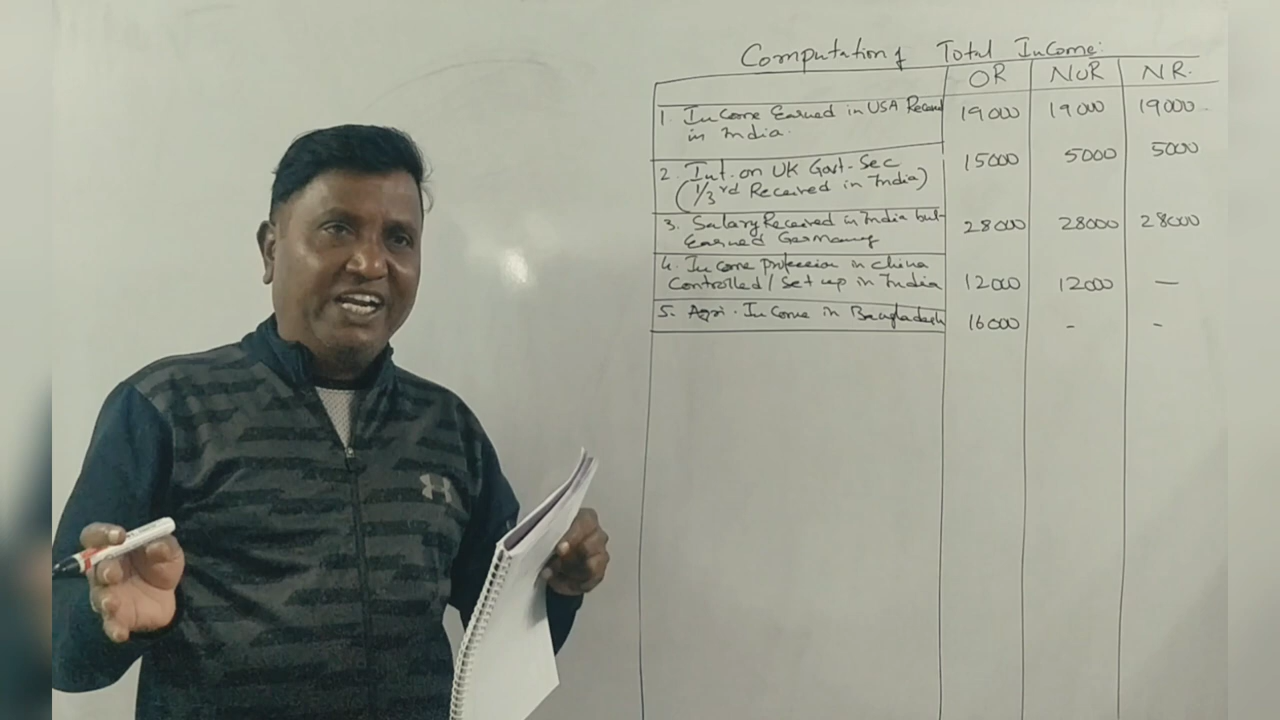 Computation of Total Income:
OR NOR NR.
1. Income Earned in USA Received 19000 19000 19000
in India.
2. Int. on UK Govt. Sec 15000 5000 5000
(1/3rd Received in India)
3. Salary Received in India but 28000 28000 28000
Earned Germany
4. Income profession in China
Controlled/Set up in India 12000 12000 —
5. Agri. Income in Bangladesh 16000 - -